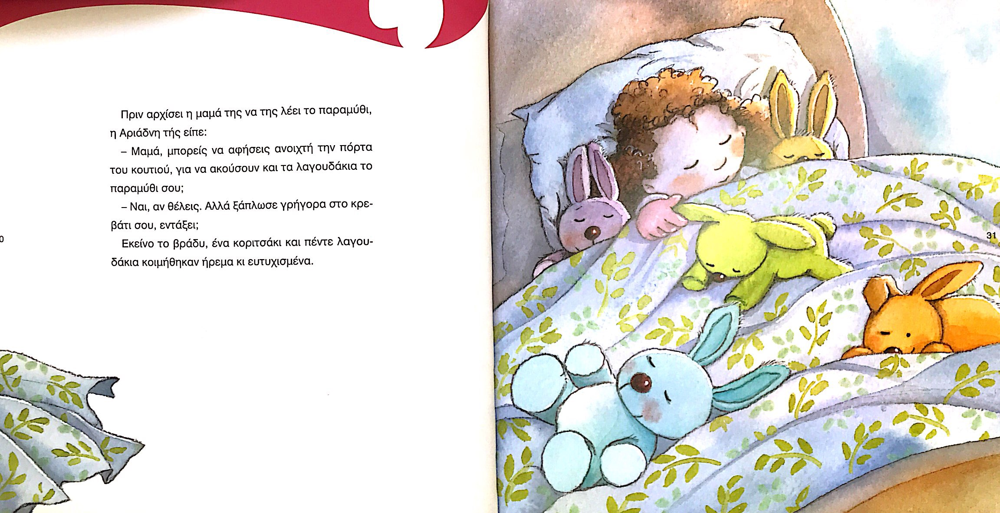 Πριν αρχίσει η μαμά της να της λέει το παραμύθι,
η Αριάδνη τής είπε:
– Μαμά, μπορείς να αφήσεις ανοιχτή την πόρτα
του κουτιού, για να ακούσουν και τα λαγουδάκια το
παραμύθι σου;
– Ναι, αν θέλεις. Αλλά ξάπλωσε γρήγορα στο κρε-
βάτι σου, εντάξει;
Εκείνο το βράδυ, ένα κοριτσάκι και πέντε λαγου-
δάκια κοιμήθηκαν ήρεμα κι ευτυχισμένα.
0
31